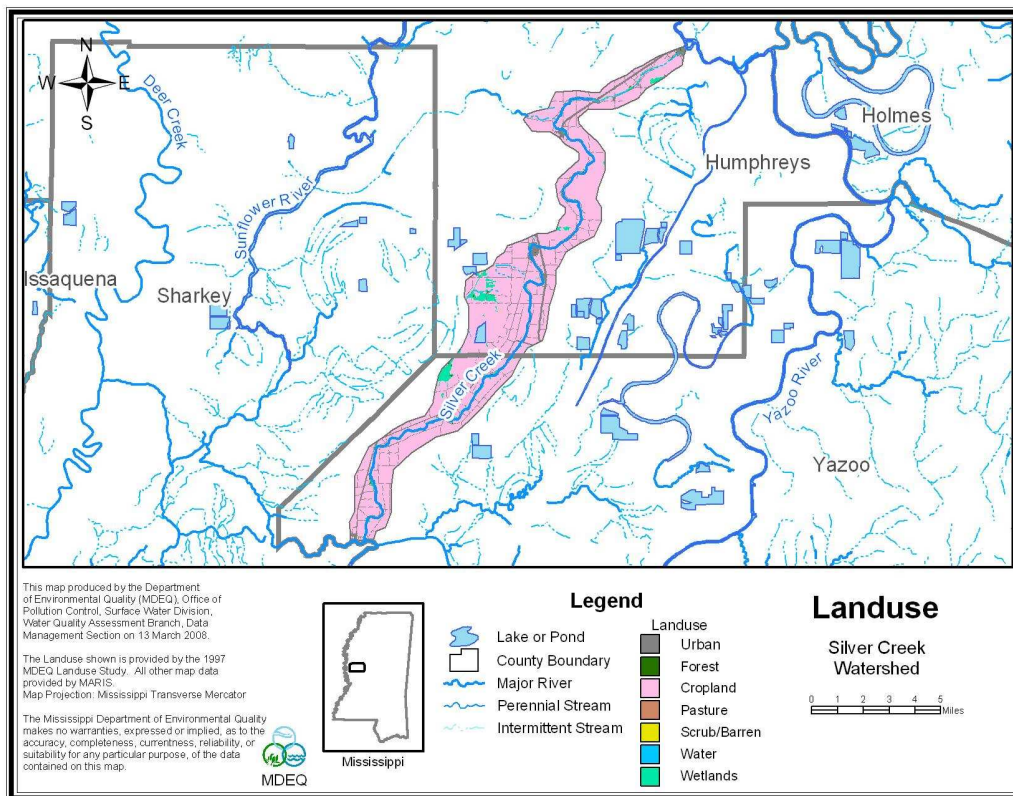 N
W E
S
Deer Creek
Sunflower River
Holmes
Humphreys
Issaquena
Sharkey
Silver Creek
Yazoo River
Yazoo
This map produced by the Department
of Environmental Quality (MDEQ), Office of
Pollution Control, Surface Water Division,
Water Quality Assessment Branch, Data
Management Section on 13 March 2008.
The Landuse shown is provided by the 1997
MDEQ Landuse Study. All other map data
provided by MARIS.
Map Projection: Mississippi Transverse Mercator
The Mississippi Department of Environmental Quality
makes no warranties, expressed or implied, as to the
accuracy, completeness, currentness, reliability, or
suitability for any particular purpose, of the data
contained on this map.
MDEQ
Mississippi
Legend
Lake or Pond
County Boundary
Major River
Perennial Stream
Intermittent Stream
Landuse
Urban
Forest
Cropland
Pasture
Scrub/Barren
Water
Wetlands
Landuse
Silver Creek
Watershed
0 1 2 3 4 5
Miles